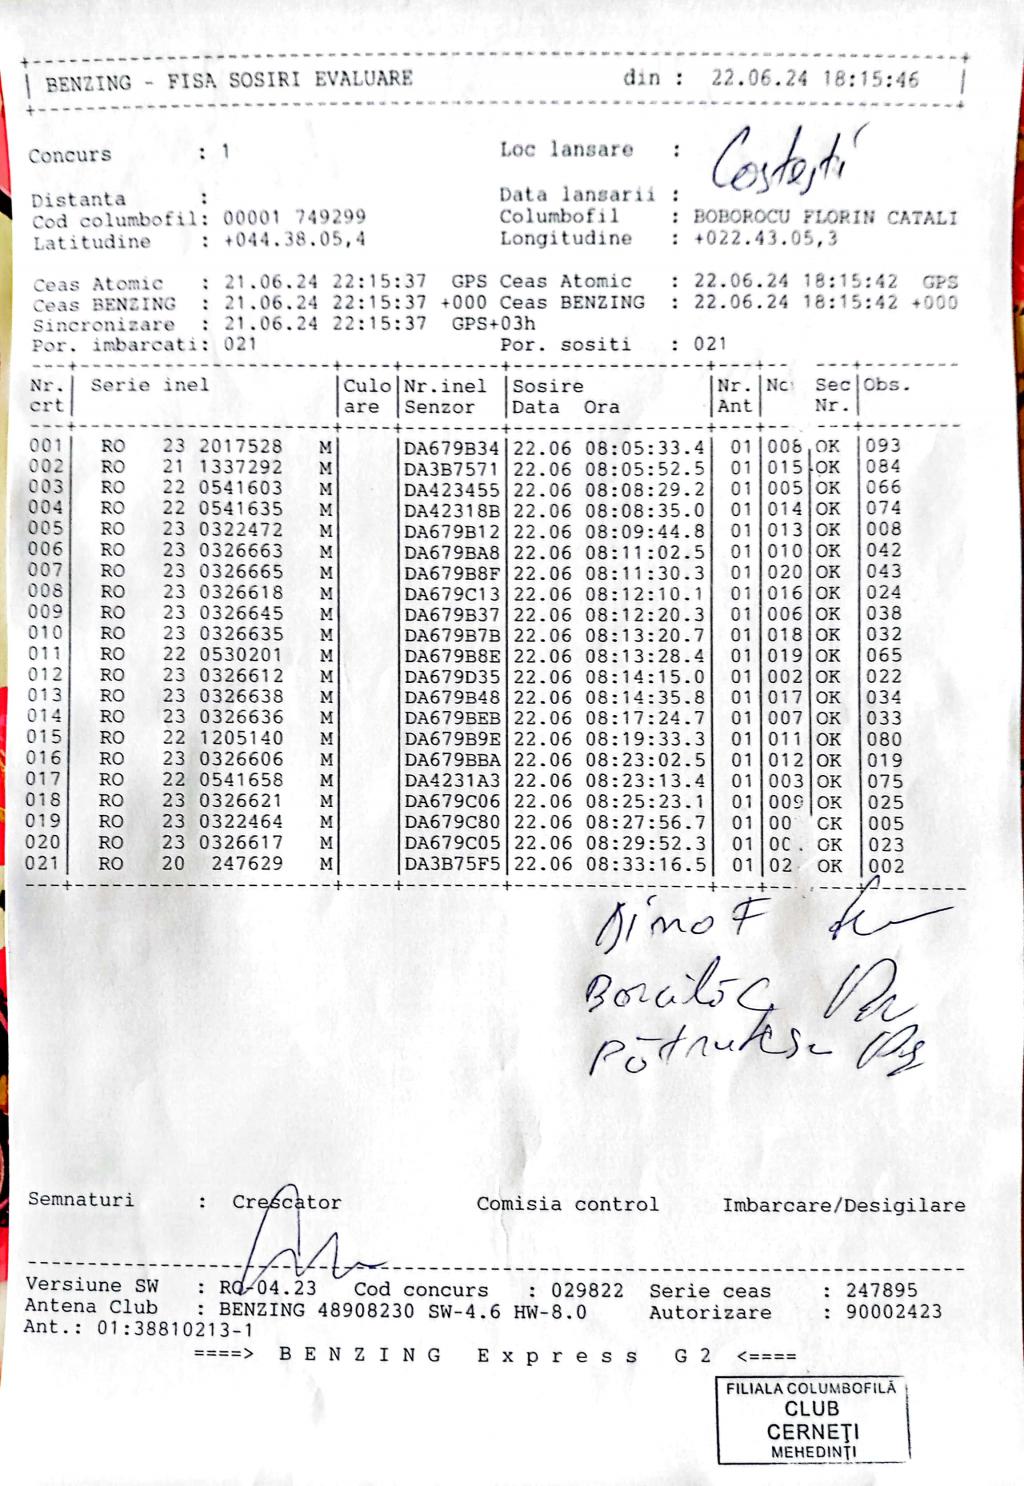 BENZING - FISA SOSIRI EVALUARE din : 22.06.24 18:15:46
Concurs : 1 Loc lansare : Costești
Distanta : Data lansarii :
Cod columbofil: 00001 749299 Columbofil : BOBOROCU FLORIN CATALI
Latitudine : +044.38.05,4 Longitudine : +022.43.05,3
Ceas Atomic : 21.06.24 22:15:37 GPS Ceas Atomic : 22.06.24 18:15:42 GPS
Ceas BENZING : 21.06.24 22:15:37 +000 Ceas BENZING : 22.06.24 18:15:42 +000
Sincronizare : 21.06.24 22:15:37 GPS+03h
Por. imbarcati: 021 Por. sositi : 021
Nr. Serie inel Culo Nr.inel Sosire Nr. Nc Sec Obs.
crt are Senzor Data Ora Ant Nr.
001 RO 23 2017528 M DA679B34 22.06 08:05:33.4 01 008 OK 093
002 RO 21 1337292 M DA3B7571 22.06 08:05:52.5 01 015 OK 084
003 RO 22 0541603 M DA423455 22.06 08:08:29.2 01 005 OK 066
004 RO 22 0541635 M DA42318B 22.06 08:08:35.0 01 014 OK 074
005 RO 23 0322472 M DA679B12 22.06 08:09:44.8 01 013 OK 008
006 RO 23 0326663 M DA679BA8 22.06 08:11:02.5 01 010 OK 042
007 RO 23 0326665 M DA679B8F 22.06 08:11:30.3 01 020 OK 043
008 RO 23 0326618 M DA679C13 22.06 08:12:10.1 01 016 OK 024
009 RO 23 0326645 M DA679B37 22.06 08:12:20.3 01 006 OK 038
010 RO 23 0326635 M DA679B7B 22.06 08:13:20.7 01 018 OK 032
011 RO 22 0530201 M DA679B8E 22.06 08:13:28.4 01 019 OK 065
012 RO 23 0326612 M DA679D35 22.06 08:14:15.0 01 002 OK 022
013 RO 23 0326638 M DA679B48 22.06 08:14:35.8 01 017 OK 034
014 RO 23 0326636 M DA679BEB 22.06 08:17:24.7 01 007 OK 033
015 RO 22 1205140 M DA679B9E 22.06 08:19:33.3 01 011 OK 080
016 RO 23 0326606 M DA679BBA 22.06 08:23:02.5 01 012 OK 019
017 RO 22 0541658 M DA4231A3 22.06 08:23:13.4 01 003 OK 075
018 RO 23 0326621 M DA679C06 22.06 08:25:23.1 01 009 OK 025
019 RO 23 0322464 M DA679C80 22.06 08:27:56.7 01 OK 005
020 RO 23 0326617 M DA679C05 22.06 08:29:52.3 01 OK 023
021 RO 20 247629 M DA3B75F5 22.06 08:33:16.5 01 OK 002
Semnaturi : Crescator Comisia control Imbarcare/Desigilare
Versiune SW : RO-04.23 Cod concurs : 029822 Serie ceas : 247895
Antena Club : BENZING 48908230 SW-4.6 HW-8.0 Autorizare : 90002423
Ant.: 01:38810213-1
====> B E N Z I N G E x p r e s s G 2 <====
FILIALA COLUMBOFILĂ
CLUB
CERNEȚI
MEHEDINȚI